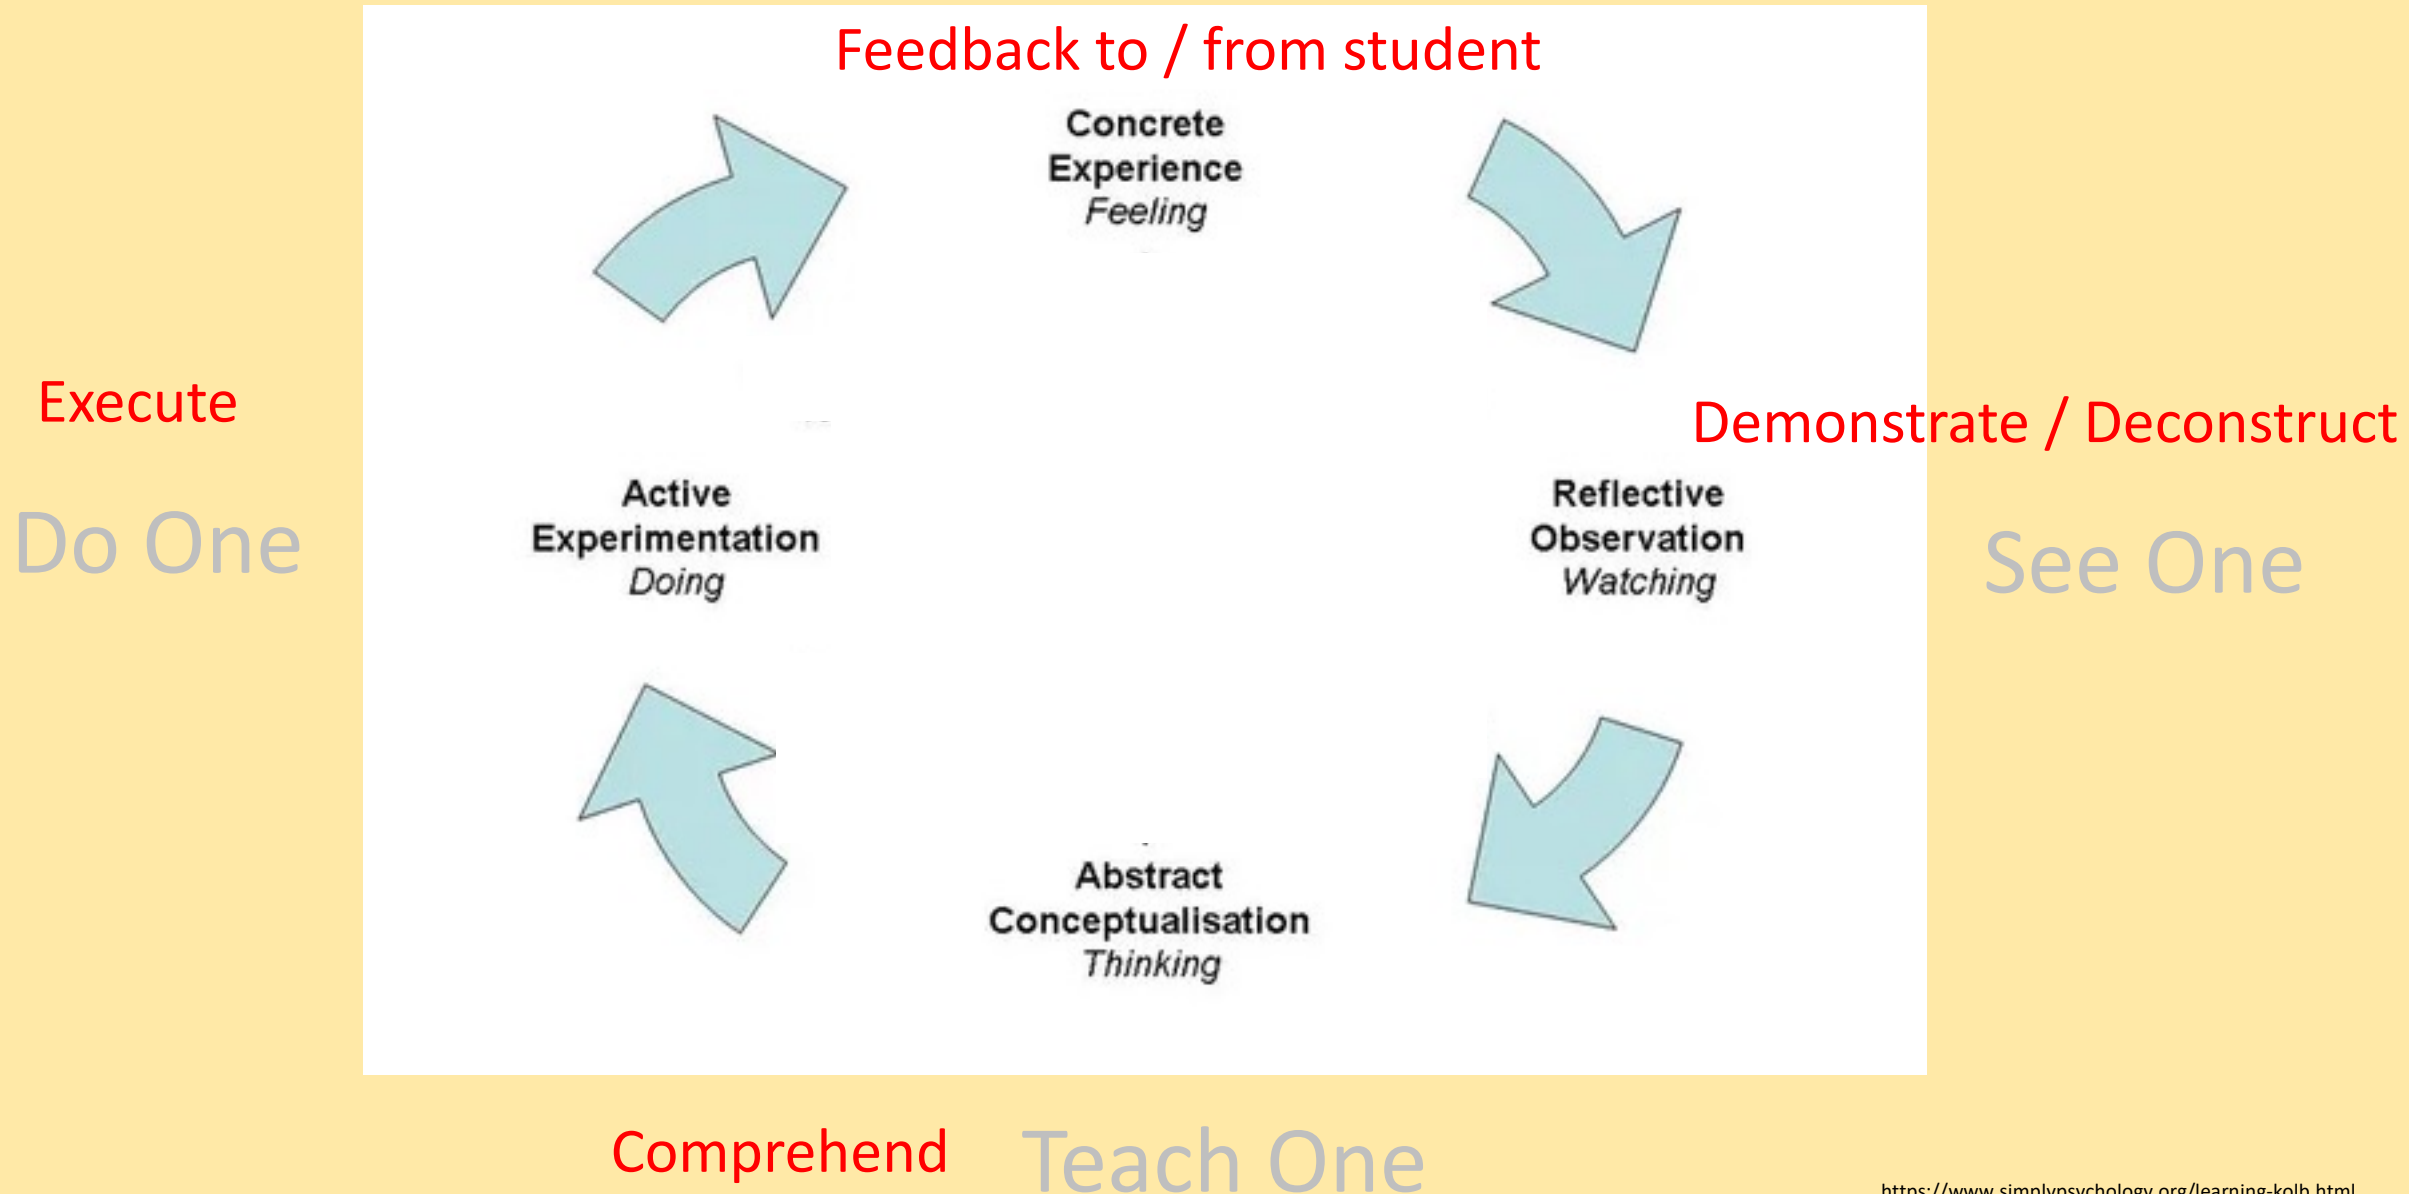 Feedback to / from student
Concrete
Experience
Feeling
Execute
Demonstrate / Deconstruct
Active
Experimentation
Doing
Do One
Reflective
Observation
Watching
See One
Abstract
Conceptualisation
Thinking
Comprehend
Teach One
https://www.simplypsychology.org/learning-kolb.html